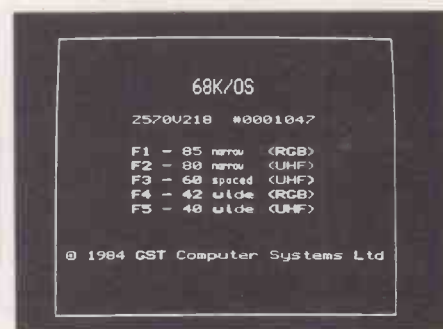 68K/OS
Z570V218 #0001047
F1 - 85 narrow (RGB)
F2 - 80 narrow (UHF)
F3 - 60 spaced (UHF)
F4 - 42 wide (RGB)
F5 - 40 wide (UHF)
© 1984 GST Computer Systems Ltd